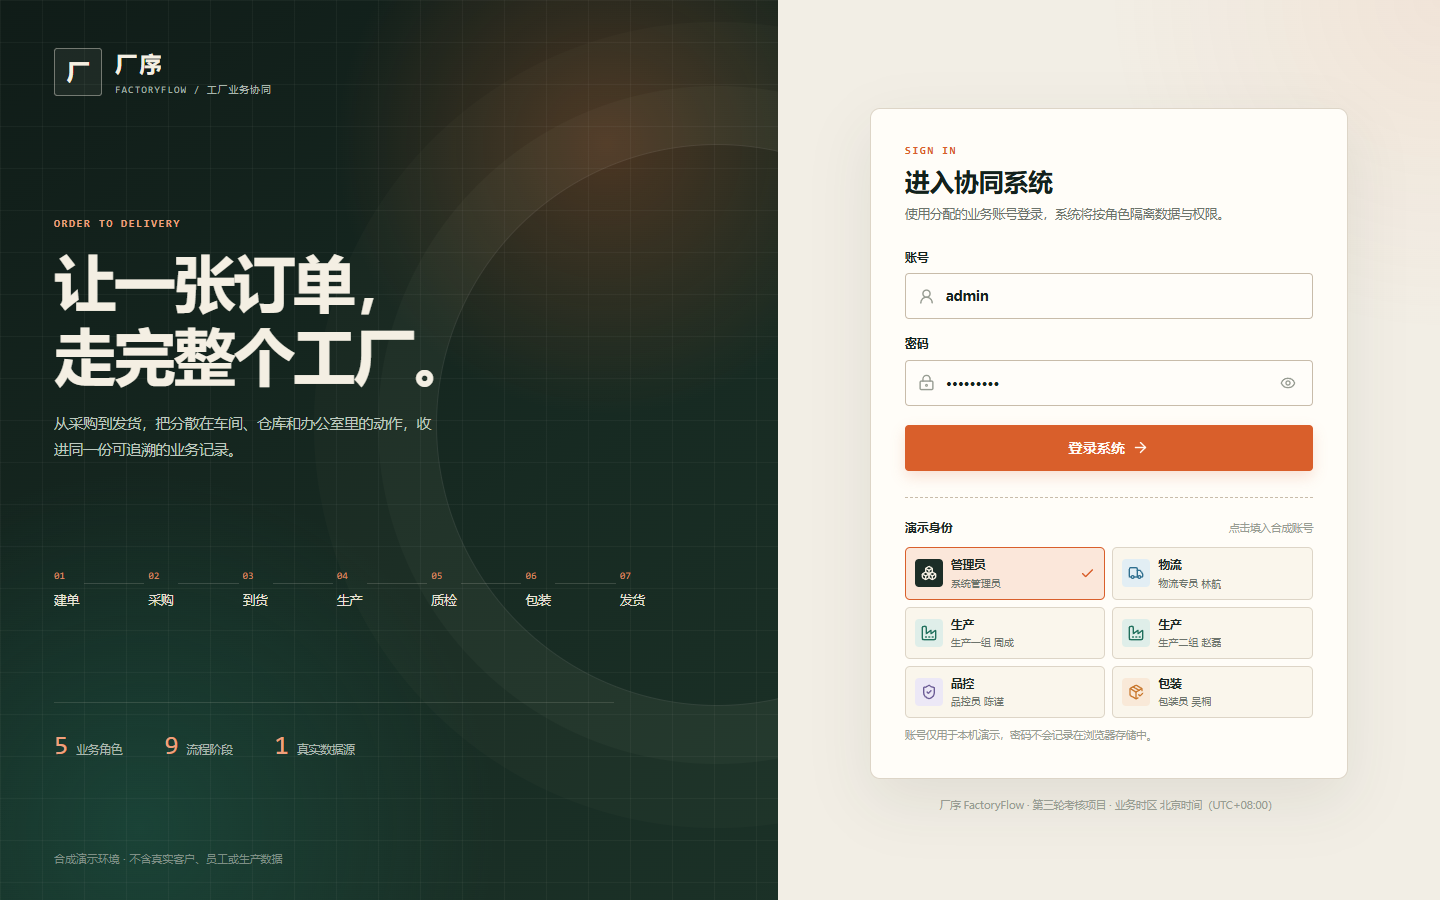 厂
厂序
FACTORYFLOW / 工厂业务协同
ORDER TO DELIVERY
让一张订单，
走完整个工厂。
从采购到发货，把分散在车间、仓库和办公室里的动作，收
进同一份可追溯的业务记录。
01 02 03 04 05 06 07
建单 采购 到货 生产 质检 包装 发货
5 业务角色 9 流程阶段 1 真实数据源
合成演示环境 · 不含真实客户、员工或生产数据
SIGN IN
进入协同系统
使用分配的业务账号登录，系统将按角色隔离数据与权限。
账号
admin
密码
•••••••••
登录系统 →
演示身份 点击填入合成账号
管理员
系统管理员
物流
物流专员 林航
生产
生产一组 周成
生产
生产二组 赵磊
品控
品控员 陈谨
包装
包装员 吴桐
账号仅用于本机演示，密码不会记录在浏览器存储中。
厂序 FactoryFlow · 第三轮考核项目 · 业务时区 北京时间（UTC+08:00）